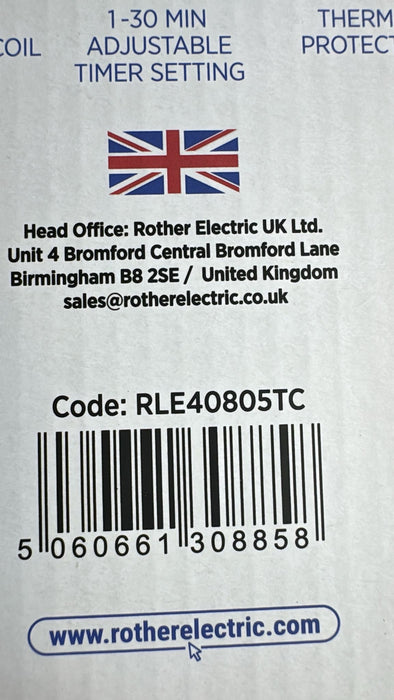 1-30 MIN
ADJUSTABLE
TIMER SETTING
COIL
THERM
PROTECT
Head Office: Rother Electric UK Ltd.
Unit 4 Bromford Central Bromford Lane
Birmingham B8 2SE / United Kingdom
sales@rotherelectric.co.uk
Code: RLE40805TC
5 060661 308858
www.rotherelectric.com